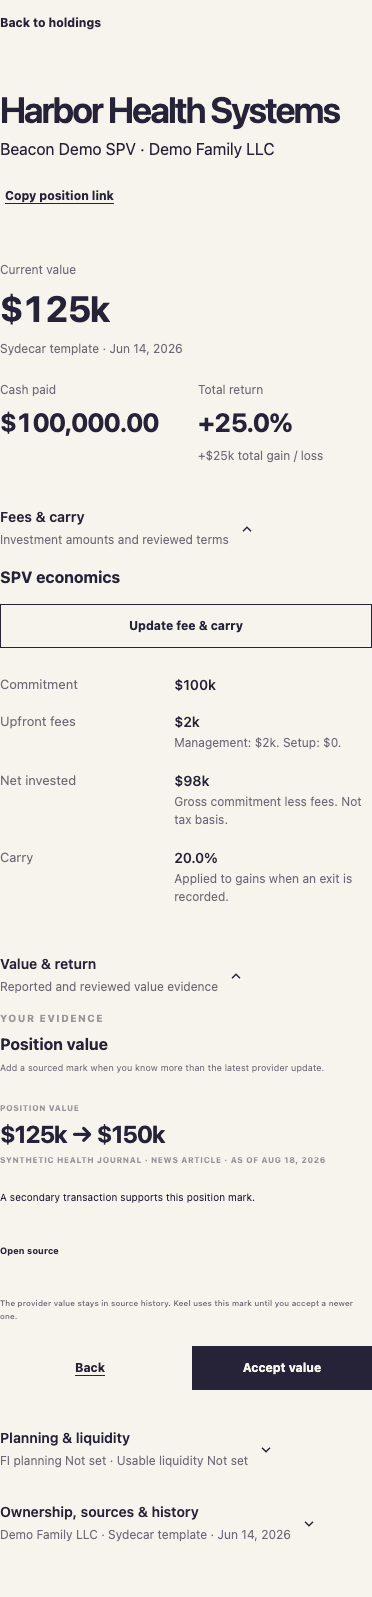 Back to holdings
Harbor Health Systems
Beacon Demo SPV · Demo Family LLC
Copy position link
Current value
$125k
Sydecar template · Jun 14, 2026
Cash paid
$100,000.00
Total return
+25.0%
+$25k total gain / loss
Fees & carry
Investment amounts and reviewed terms
SPV economics
Update fee & carry
Commitment
$100k
Upfront fees
$2k
Management: $2k. Setup: $0.
Net invested
$98k
Gross commitment less fees. Not
tax basis.
Carry
20.0%
Applied to gains when an exit is
recorded.
Value & return
Reported and reviewed value evidence
YOUR EVIDENCE
Position value
Add a sourced mark when you know more than the latest provider update.
POSITION VALUE
$125k → $150k
SYNTHETIC HEALTH JOURNAL · NEWS ARTICLE · AS OF AUG 18, 2026
A secondary transaction supports this position mark.
Open source
The provider value stays in source history. Keel uses this mark until you accept a newer
one.
Back
Accept value
Planning & liquidity
FI planning Not set · Usable liquidity Not set
Ownership, sources & history
Demo Family LLC · Sydecar template · Jun 14, 2026